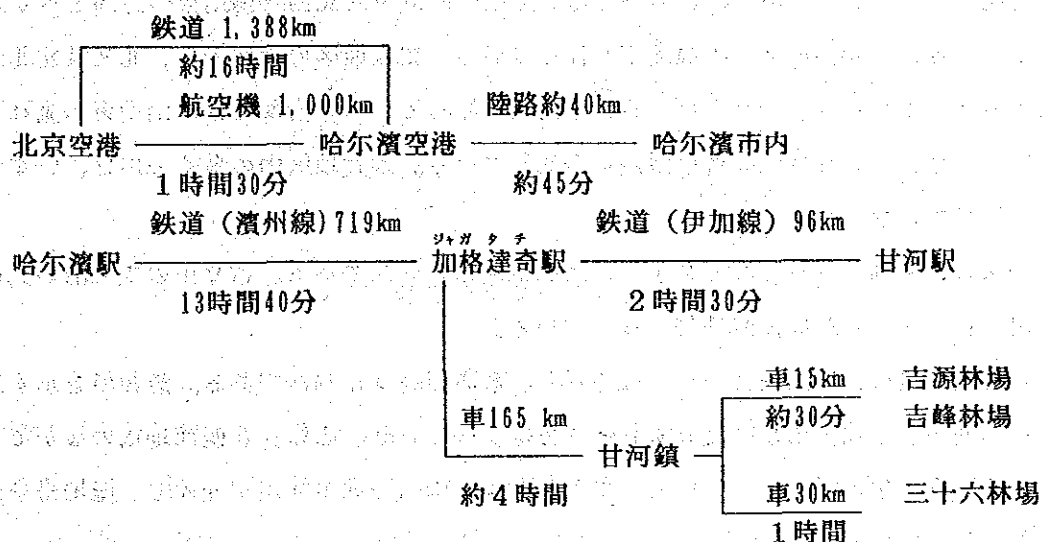 鉄道 1,388km
約16時間
航空機 1,000km 陸路約40km
北京空港 哈尔濱空港 哈尔濱市内
1時間30分 約45分
鉄道（濱州線）719km 鉄道（伊加線）96km
ジャガタチ
哈尔濱駅 加格達奇駅 甘河駅
13時間40分 2時間30分
車15km 吉源林場
車165 km 約30分 吉峰林場
甘河鎮
約4時間 車30km 三十六林場
1時間